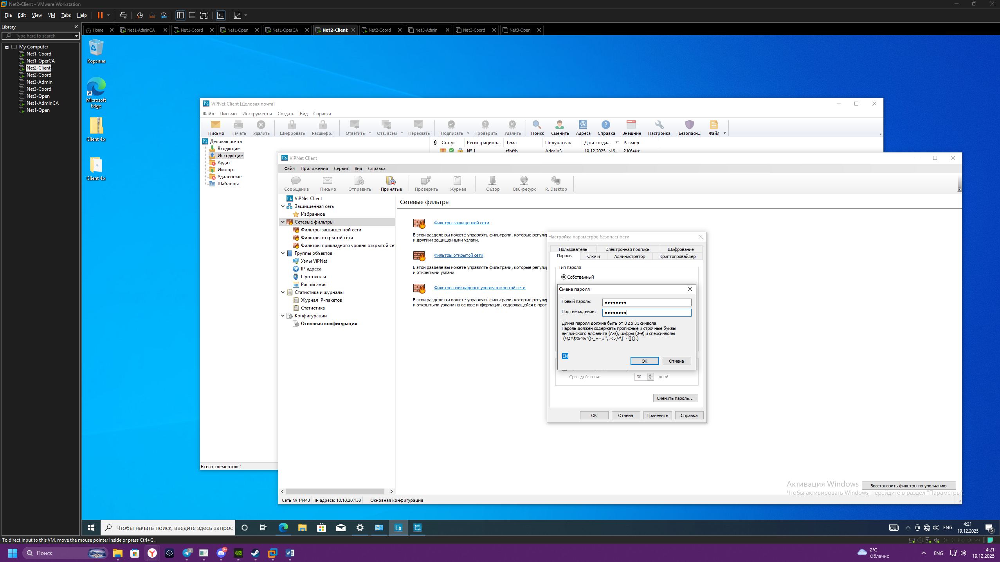 Net2-Client - VMware Workstation
File Edit View VM Tabs Help
Library
Type here to search
My Computer
Net1-Coord
Net1-OperCA
Net2-Client
Net2-Coord
Net3-Admin
Net3-Coord
Net3-Open
Net1-AdminCA
Net1-Open
Home Net1-AdminCA Net1-Coord Net1-Open Net1-OperCA Net2-Client Net2-Coord Net3-Admin Net3-Coord Net3-Open
Корзина
Microsoft Edge
Client 4.x
Client 4.x
ViPNet Client [Деловая почта]
Файл Письмо Инструменты Создать Вид Справка
Письмо Печать Удалить Шифровать Расшифр... Ответить Отв. всем Переслать Подписать Проверить Удалить Поиск Сменить Адреса Справка Внешние Настройка Безопасн... Файл
Деловая почта
Входящие
Исходящие
Аудит
Импорт
Удаленные
Шаблоны
Статус Регистрацион... Тема Получатель Дата созда... Размер
№ 1 tfhfth AdminS 19.12.2025 1:46... 2 Кбайт
Всего элементов: 1
ViPNet Client
Файл Приложения Сервис Вид Справка
Сообщение Письмо Отправить Принятые Проверить Журнал Обзор Веб-ресурс R. Desktop
ViPNet Client
Защищенная сеть
Избранное
Сетевые фильтры
Фильтры защищенной сети
Фильтры открытой сети
Фильтры прикладного уровня открытой сет
Группы объектов
Узлы ViPNet
IP-адреса
Протоколы
Расписания
Статистика и журналы
Журнал IP-пакетов
Статистика
Конфигурации
Основная конфигурация
Сетевые фильтры
Фильтры защищенной сети
В этом разделе вы можете управлять фильтрами, которые регулир
и другими защищенными узлами.
Фильтры открытой сети
В этом разделе вы можете управлять фильтрами, которые регулир
и открытыми узлами.
Фильтры прикладного уровня открытой сети
В этом разделе вы можете управлять фильтрами, которые регулир
и открытыми узлами на основе информации, содержащейся в прот
Настройка параметров безопасности
Пользователь Электронная подпись Шифрование
Пароль Ключи Администратор Криптопровайдер
Тип пароля
Собственный
Смена пароля
Новый пароль: ●●●●●●●●
Подтверждение: ●●●●●●●●
Длина пароля должна быть от 8 до 31 символа.
Пароль должен содержать прописные и строчные буквы
английского алфавита (A-z), цифры (0-9) и спецсимволы
(!@#$%^&*()-_+=;:'",.<>/?\|`~[]{}.)
EN
OK Отмена
Срок действия: 30 дней
Сменить пароль...
OK Отмена Применить Справка
Активация Windows
Чтобы активировать Windows, перейдите в раздел "Параметры".
Восстановить фильтры по умолчанию
Сеть № 14443 IP-адреса: 10.10.20.130 Основная конфигурация
Чтобы начать поиск, введите здесь запрос
ENG
4:21
19.12.2025
5
To direct input to this VM, move the mouse pointer inside or press Ctrl+G.
Поиск
31
9+
2°C
Облачно
ENG
4:21
19.12.2025